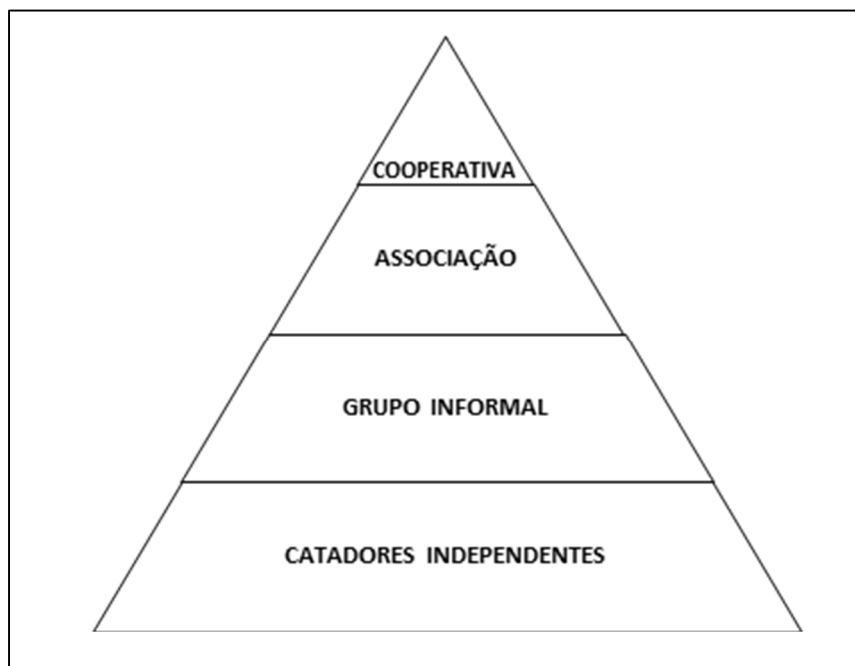 COOPERATIVA
ASSOCIAÇÃO
GRUPO INFORMAL
CATADORES INDEPENDENTES